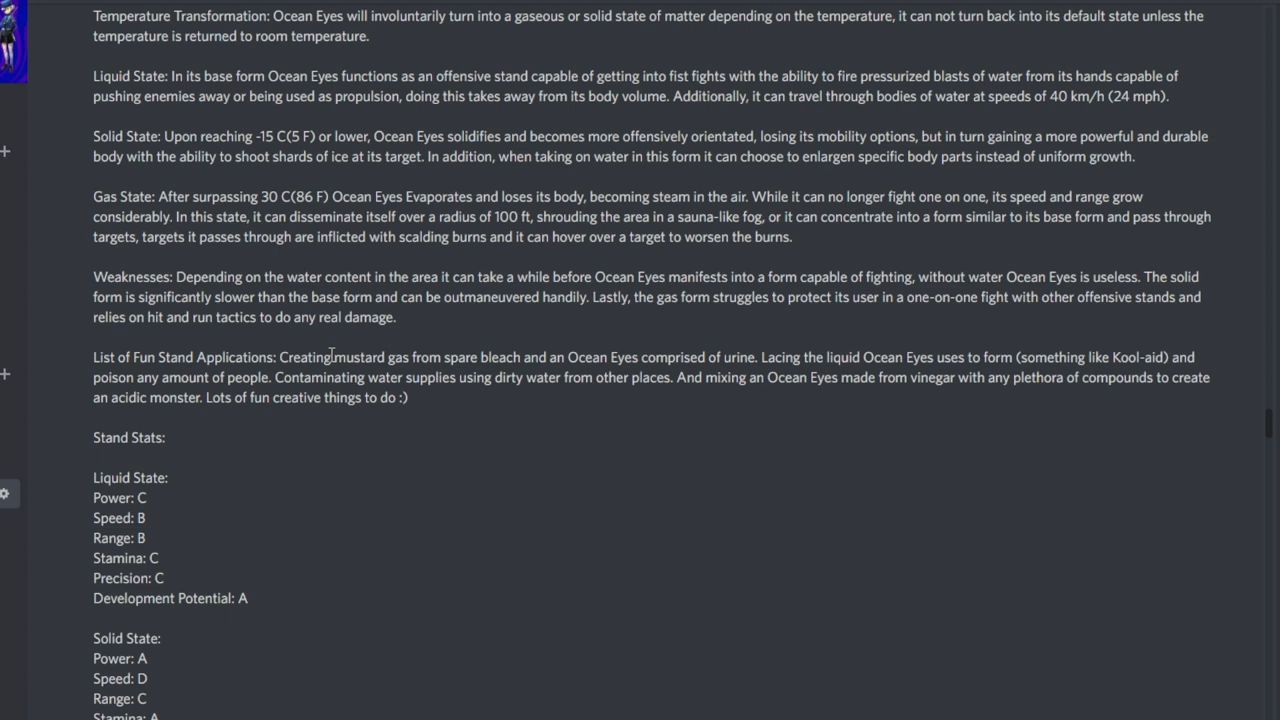 Temperature Transformation: Ocean Eyes will involuntarily turn into a gaseous or solid state of matter depending on the temperature, it can not turn back into its default state unless the
temperature is returned to room temperature.
Liquid State: In its base form Ocean Eyes functions as an offensive stand capable of getting into fist fights with the ability to fire pressurized blasts of water from its hands capable of
pushing enemies away or being used as propulsion, doing this takes away from its body volume. Additionally, it can travel through bodies of water at speeds of 40 km/h (24 mph).
Solid State: Upon reaching -15 C(5 F) or lower, Ocean Eyes solidifies and becomes more offensively orientated, losing its mobility options, but in turn gaining a more powerful and durable
body with the ability to shoot shards of ice at its target. In addition, when taking on water in this form it can choose to enlargen specific body parts instead of uniform growth.
Gas State: After surpassing 30 C(86 F) Ocean Eyes Evaporates and loses its body, becoming steam in the air. While it can no longer fight one on one, its speed and range grow
considerably. In this state, it can disseminate itself over a radius of 100 ft, shrouding the area in a sauna-like fog, or it can concentrate into a form similar to its base form and pass through
targets, targets it passes through are inflicted with scalding burns and it can hover over a target to worsen the burns.
Weaknesses: Depending on the water content in the area it can take a while before Ocean Eyes manifests into a form capable of fighting, without water Ocean Eyes is useless. The solid
form is significantly slower than the base form and can be outmaneuvered handily. Lastly, the gas form struggles to protect its user in a one-on-one fight with other offensive stands and
relies on hit and run tactics to do any real damage.
List of Fun Stand Applications: Creating mustard gas from spare bleach and an Ocean Eyes comprised of urine. Lacing the liquid Ocean Eyes uses to form (something like Kool-aid) and
poison any amount of people. Contaminating water supplies using dirty water from other places. And mixing an Ocean Eyes made from vinegar with any plethora of compounds to create
an acidic monster. Lots of fun creative things to do :)
Stand Stats:
Liquid State:
Power: C
Speed: B
Range: B
Stamina: C
Precision: C
Development Potential: A
Solid State:
Power: A
Speed: D
Range: C
Stamina: A